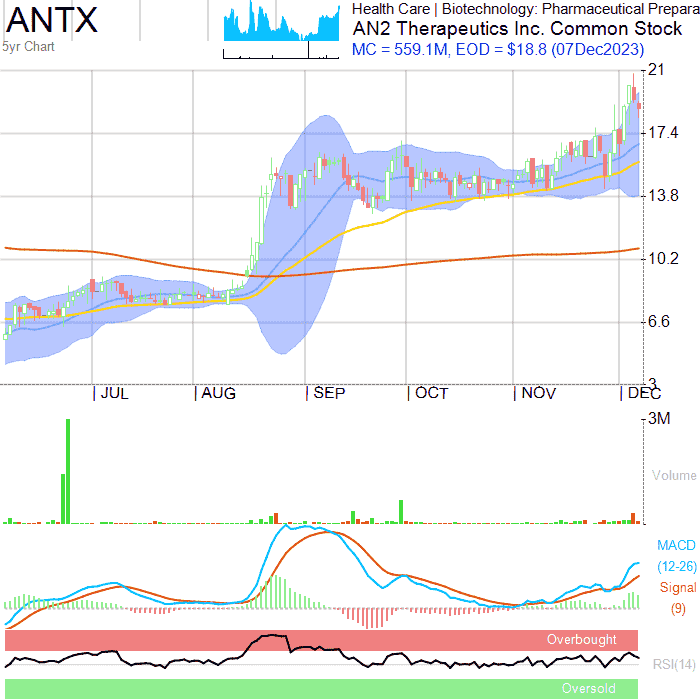 ANTX
5yr Chart
Health Care | Biotechnology: Pharmaceutical Prepara
AN2 Therapeutics Inc. Common Stock
MC = 559.1M, EOD = $18.8 (07Dec2023)
21
17.4
13.8
10.2
6.6
3
JUL
AUG
SEP
OCT
NOV
DEC
3M
Volume
MACD
(12-26)
Signal
(9)
Overbought
RSI(14)
Oversold